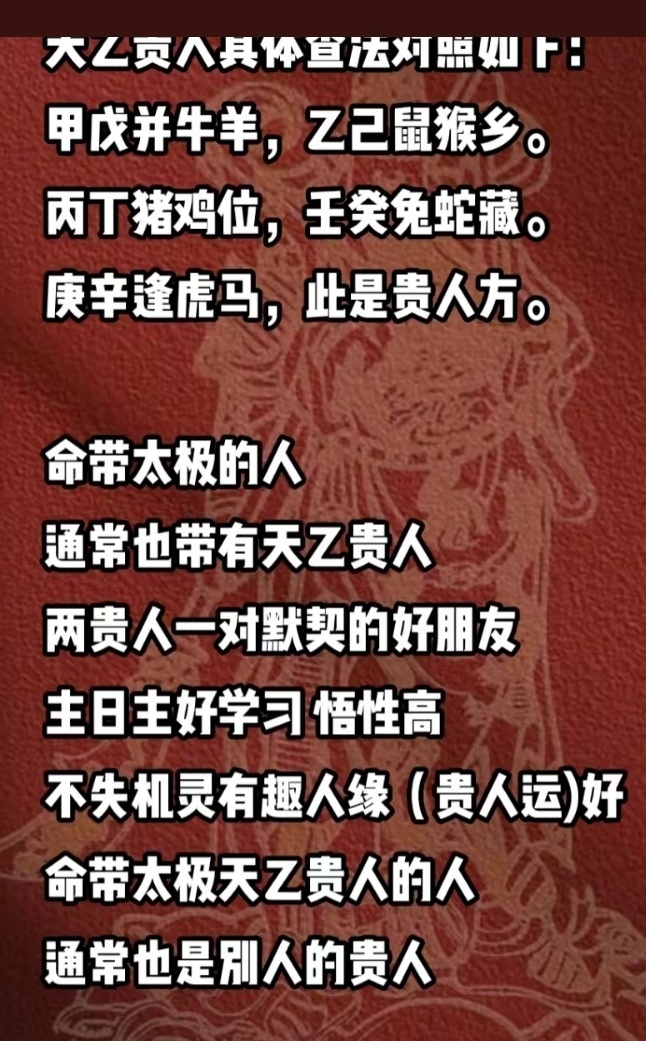 天乙贵人具体查法对照如下：
甲戊并牛羊，乙己鼠猴乡。
丙丁猪鸡位，壬癸兔蛇藏。
庚辛逢虎马，此是贵人方。
命带太极的人
通常也带有天乙贵人
两贵人一对默契的好朋友
主日主好学习 悟性高
不失机灵有趣人缘（贵人运)好
命带太极天乙贵人的人
通常也是别人的贵人